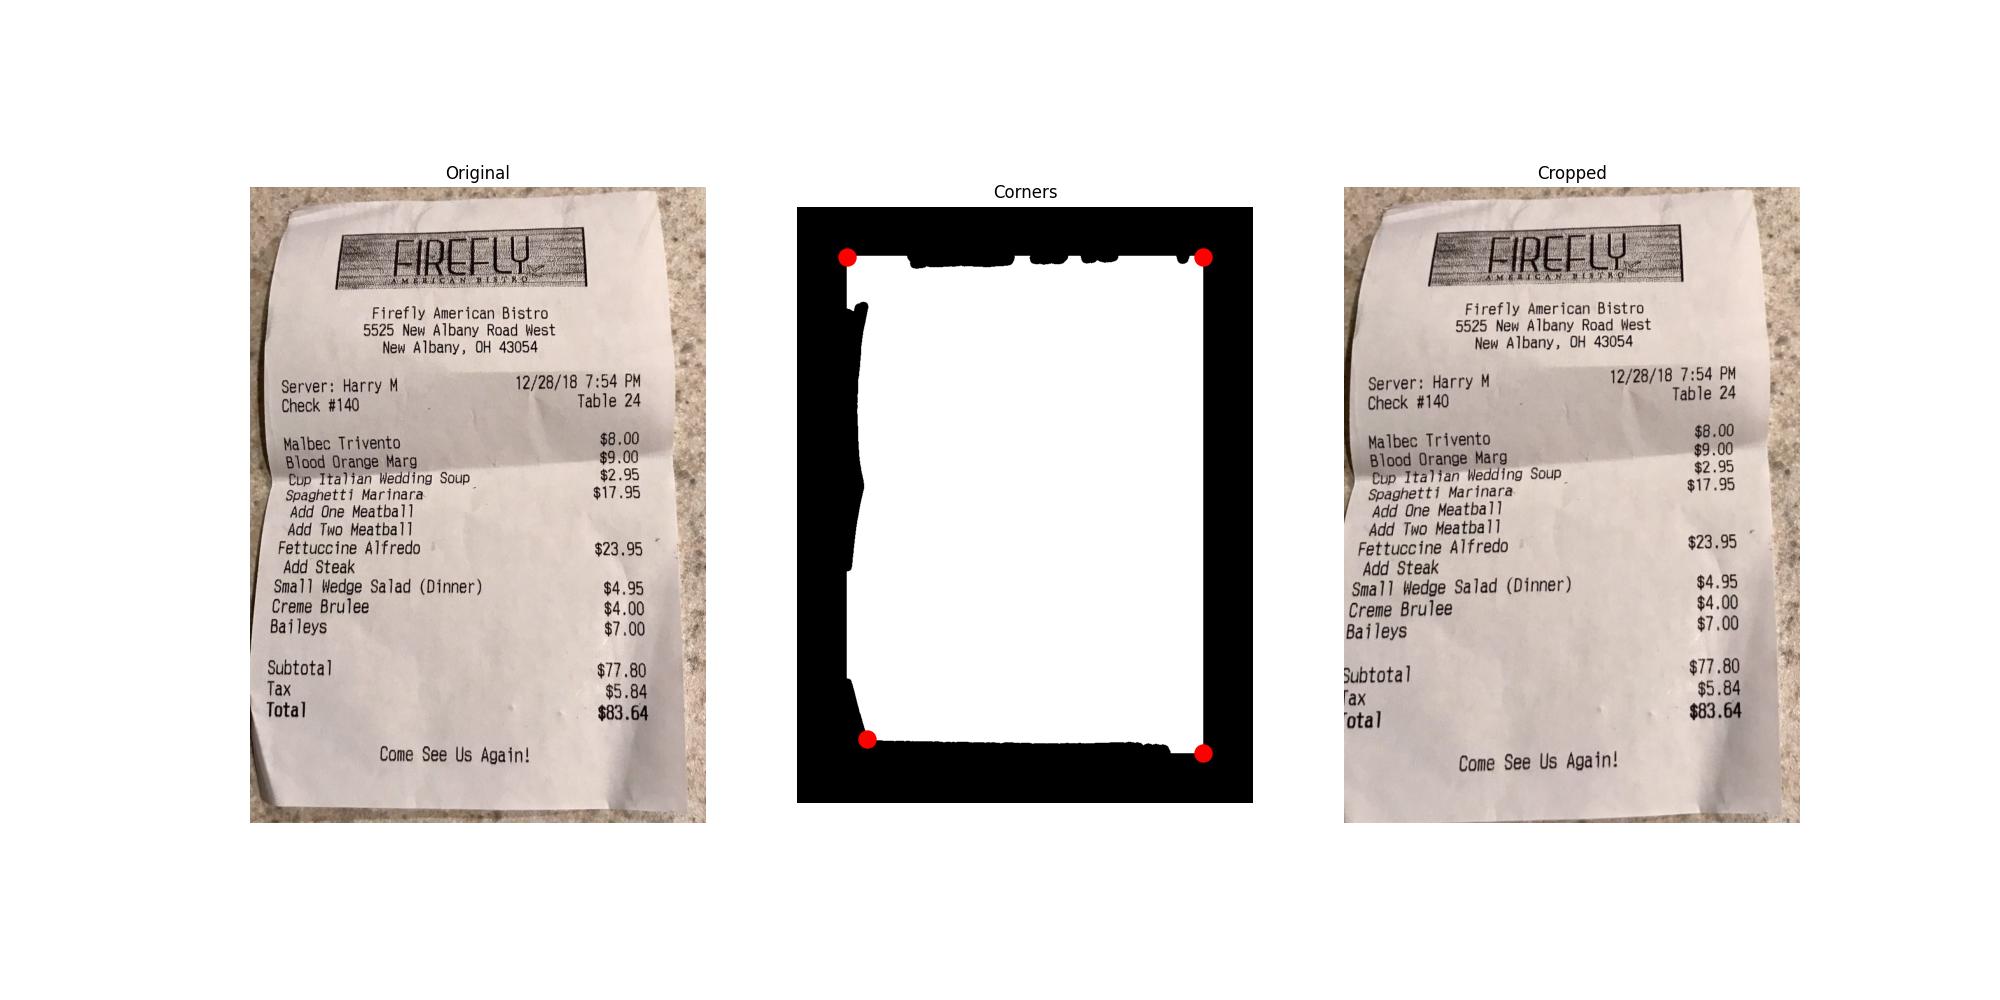 Original
FIREFLY
AMERICAN BISTRO
Firefly American Bistro
5525 New Albany Road West
New Albany, OH 43054
Server: Harry M 12/28/18 7:54 PM
Check #140 Table 24
Malbec Trivento $8.00
Blood Orange Marg $9.00
Cup Italian Wedding Soup $2.95
Spaghetti Marinara $17.95
Add One Meatball
Add Two Meatball
Fettuccine Alfredo $23.95
Add Steak
Small Wedge Salad (Dinner) $4.95
Creme Brulee $4.00
Baileys $7.00
Subtotal $77.80
Tax $5.84
Total $83.64
Come See Us Again!
Corners
Cropped
FIREFLY
AMERICAN BISTRO
Firefly American Bistro
5525 New Albany Road West
New Albany, OH 43054
Server: Harry M 12/28/18 7:54 PM
Check #140 Table 24
Malbec Trivento $8.00
Blood Orange Marg $9.00
Cup Italian Wedding Soup $2.95
Spaghetti Marinara $17.95
Add One Meatball
Add Two Meatball
Fettuccine Alfredo $23.95
Add Steak
Small Wedge Salad (Dinner) $4.95
Creme Brulee $4.00
Baileys $7.00
Subtotal $77.80
Tax $5.84
Total $83.64
Come See Us Again!